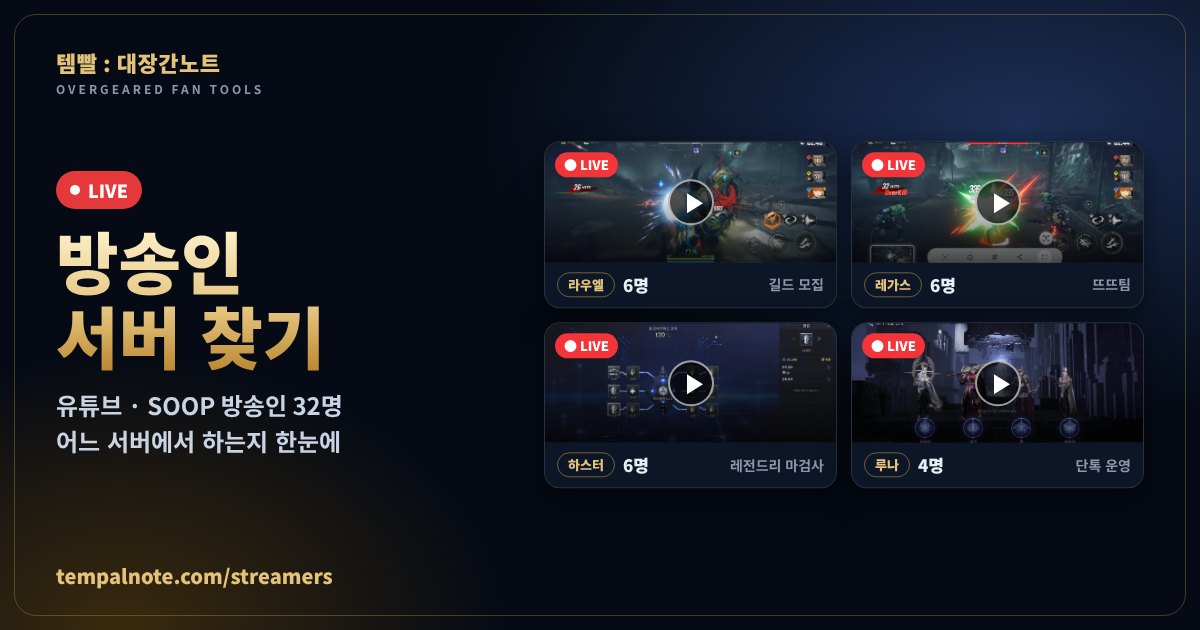 템빨 : 대장간노트
OVERGEARED FAN TOOLS
LIVE
방송인
서버 찾기
유튜브 · SOOP 방송인 32명
어느 서버에서 하는지 한눈에
tempalnote.com/streamers
LIVE
라우엘 6명 길드 모집
LIVE
레가스 6명 뜨뜨팀
LIVE
120
하스터 6명 레전드리 마검사
LIVE
루나 4명 단톡 운영